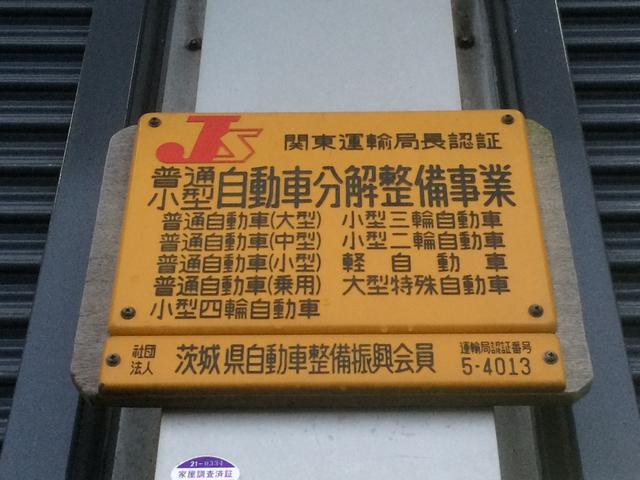 JS 関東運輸局長認証
普通
小型 自動車分解整備事業
普通自動車(大型) 小型三輪自動車
普通自動車(中型) 小型二輪自動車
普通自動車(小型) 軽自動車
普通自動車(乗用) 大型特殊自動車
小型四輪自動車
社団
法人 茨城県自動車整備振興会員
運輸局認証番号
5-4013
21-8334
家屋調査済証